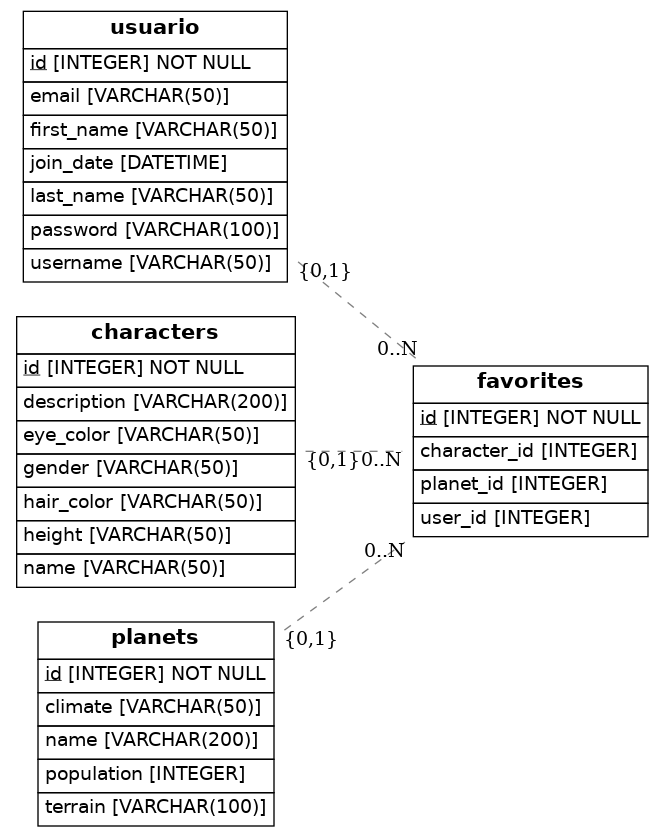 usuario
id [INTEGER] NOT NULL
email [VARCHAR(50)]
first_name [VARCHAR(50)]
join_date [DATETIME]
last_name [VARCHAR(50)]
password [VARCHAR(100)]
username [VARCHAR(50)]
{0,1}
0..N
characters
id [INTEGER] NOT NULL
description [VARCHAR(200)]
eye_color [VARCHAR(50)]
gender [VARCHAR(50)]
hair_color [VARCHAR(50)]
height [VARCHAR(50)]
name [VARCHAR(50)]
{0,1}
0..N
favorites
id [INTEGER] NOT NULL
character_id [INTEGER]
planet_id [INTEGER]
user_id [INTEGER]
0..N
{0,1}
planets
id [INTEGER] NOT NULL
climate [VARCHAR(50)]
name [VARCHAR(200)]
population [INTEGER]
terrain [VARCHAR(100)]